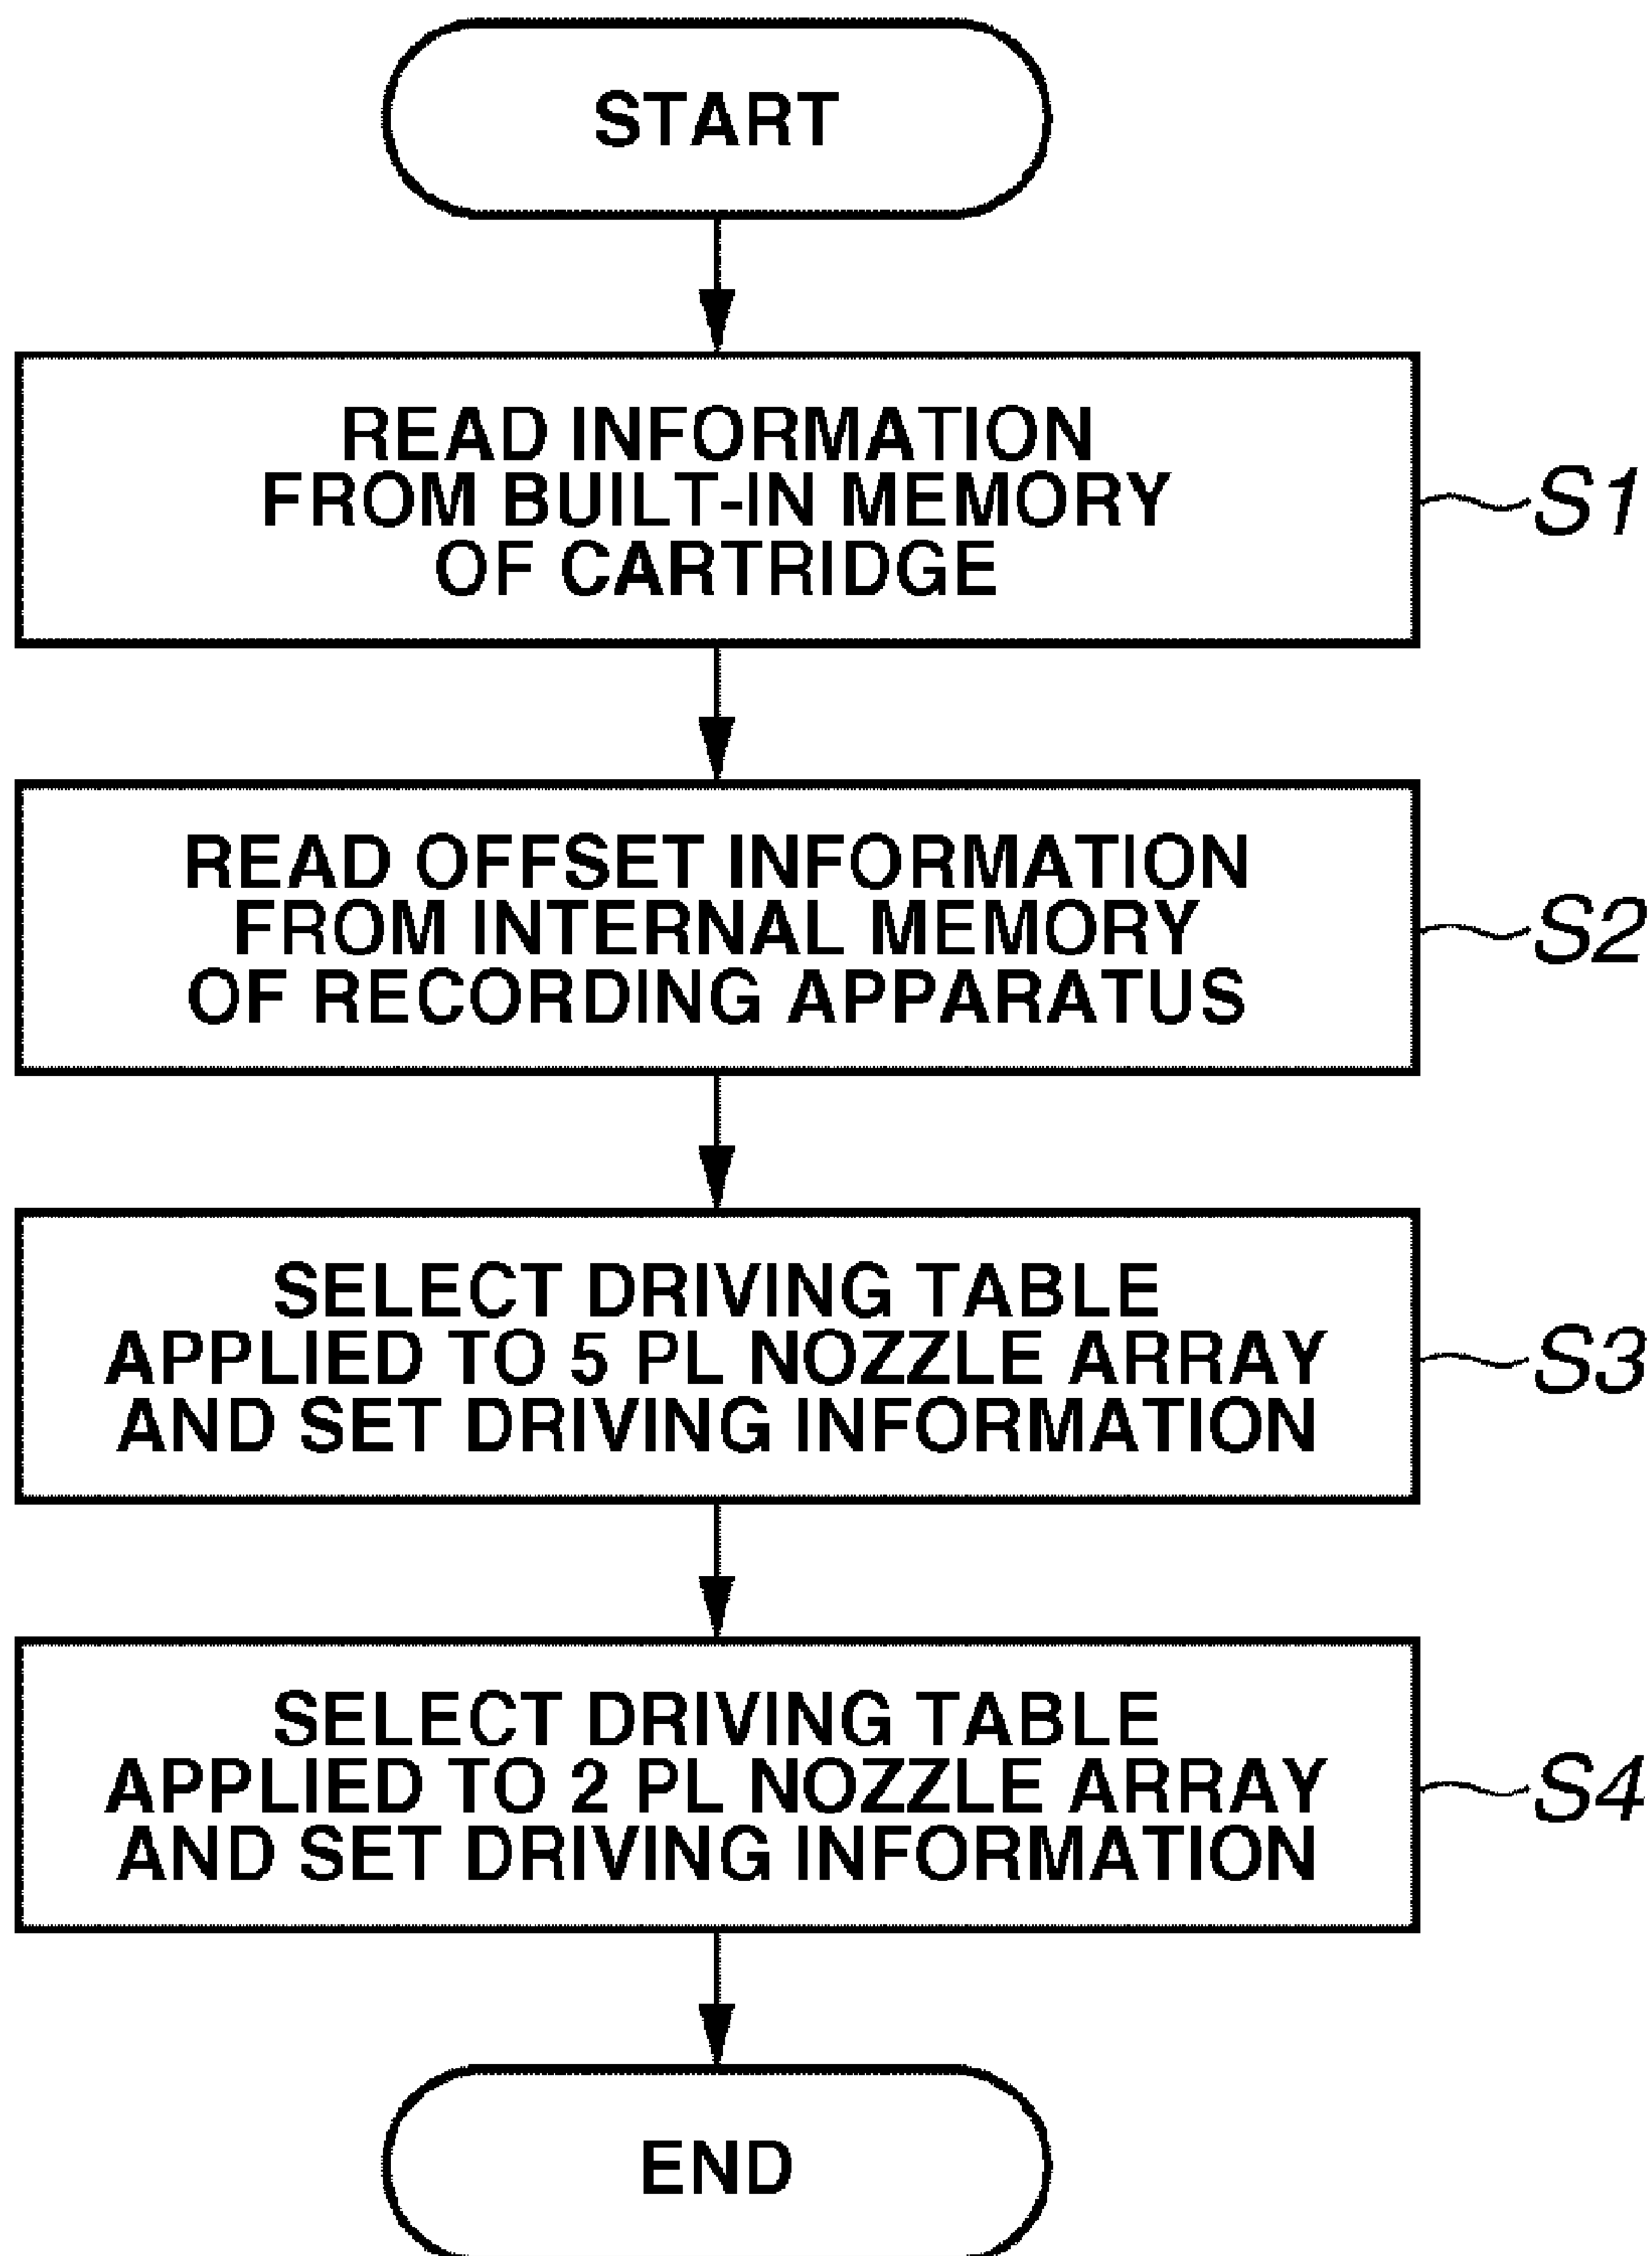 START
READ INFORMATION
FROM BUILT-IN MEMORY
OF CARTRIDGE
S1
READ OFFSET INFORMATION
FROM INTERNAL MEMORY
OF RECORDING APPARATUS
S2
SELECT DRIVING TABLE
APPLIED TO 5 PL NOZZLE ARRAY
AND SET DRIVING INFORMATION
S3
SELECT DRIVING TABLE
APPLIED TO 2 PL NOZZLE ARRAY
AND SET DRIVING INFORMATION
S4
END